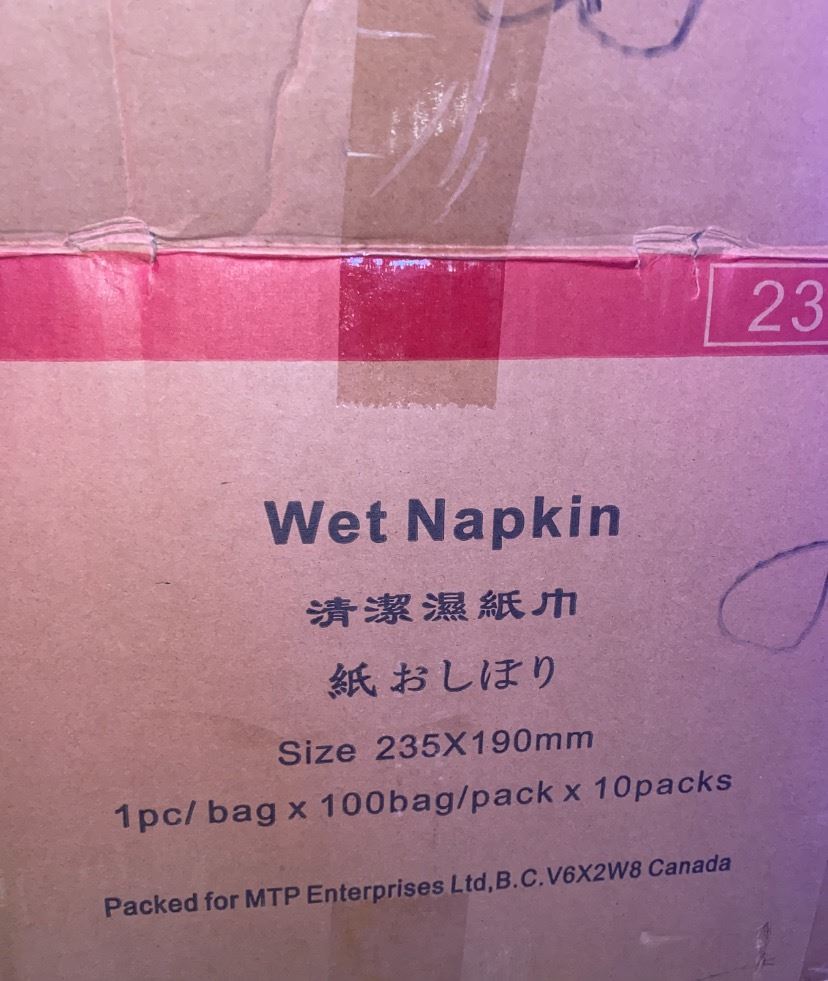 23
Wet Napkin
清潔濕紙巾
紙おしぼり
Size 235X190mm
1pc/ bag x 100bag/pack x 10packs
Packed for MTP Enterprises Ltd,B.C.V6X2W8 Canada